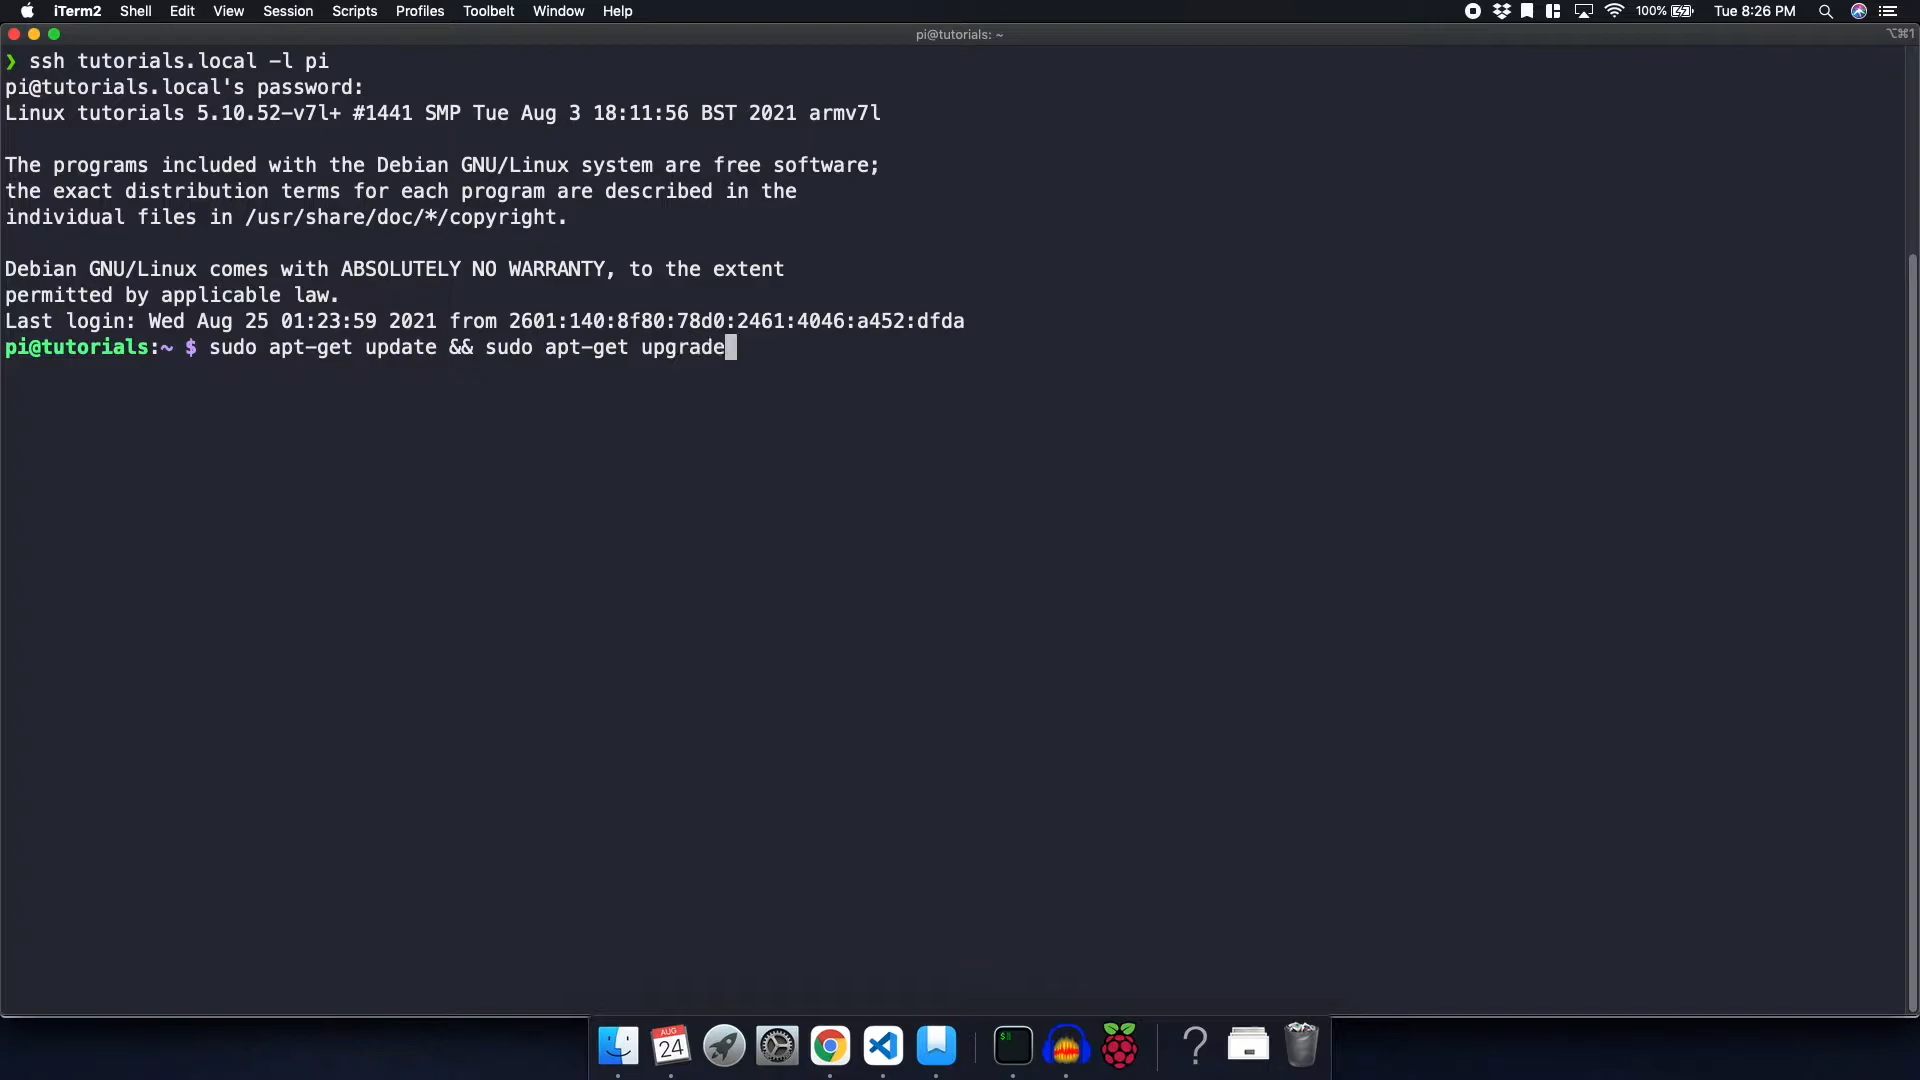 iTerm2 Shell Edit View Session Scripts Profiles Toolbelt Window Help 100% Tue 8:26 PM
pi@tutorials: ~ ⌥⌘1
❯ ssh tutorials.local -l pi
pi@tutorials.local's password:
Linux tutorials 5.10.52-v7l+ #1441 SMP Tue Aug 3 18:11:56 BST 2021 armv7l
The programs included with the Debian GNU/Linux system are free software;
the exact distribution terms for each program are described in the
individual files in /usr/share/doc/*/copyright.
Debian GNU/Linux comes with ABSOLUTELY NO WARRANTY, to the extent
permitted by applicable law.
Last login: Wed Aug 25 01:23:59 2021 from 2601:140:8f80:78d0:2461:4046:a452:dfda
pi@tutorials:~ $ sudo apt-get update && sudo apt-get upgrade
AUG
24
$
?